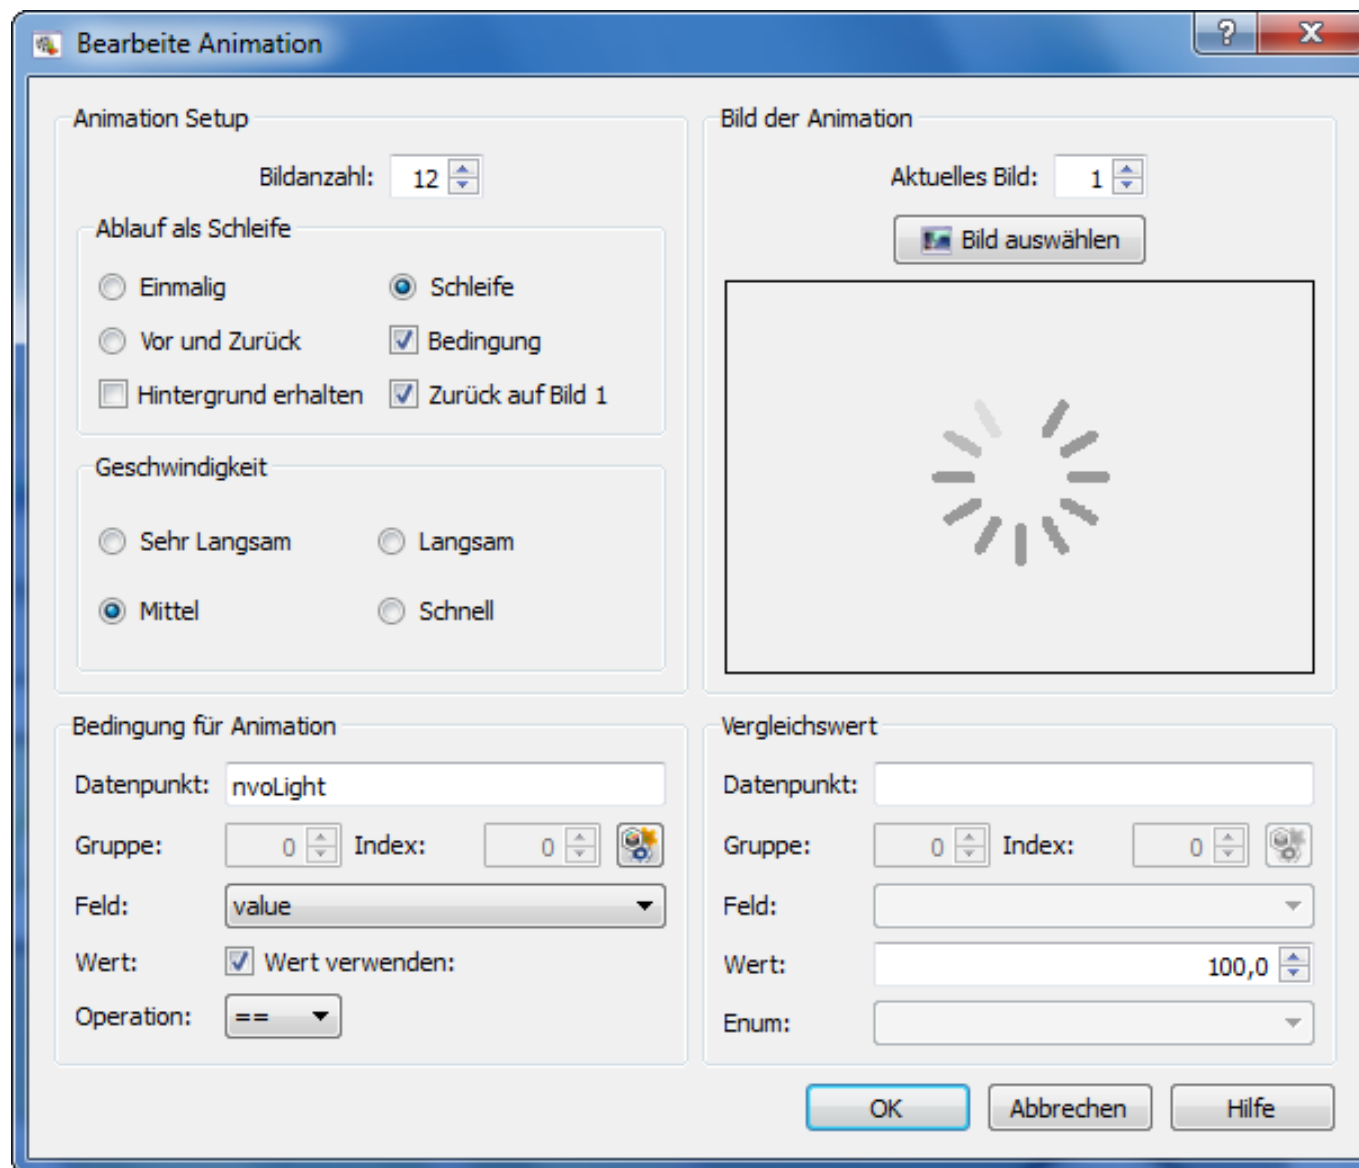 Bearbeite Animation
?
X
Animation Setup
Bildanzahl: 12
Ablauf als Schleife
Einmalig Schleife
Vor und Zurück Bedingung
Hintergrund erhalten Zurück auf Bild 1
Geschwindigkeit
Sehr Langsam Langsam
Mittel Schnell
Bild der Animation
Aktuelles Bild: 1
Bild auswählen
Bedingung für Animation
Datenpunkt: nvoLight
Gruppe: 0 Index: 0
Feld: value
Wert: Wert verwenden:
Operation: ==
Vergleichswert
Datenpunkt:
Gruppe: 0 Index: 0
Feld:
Wert: 100,0
Enum:
OK Abbrechen Hilfe